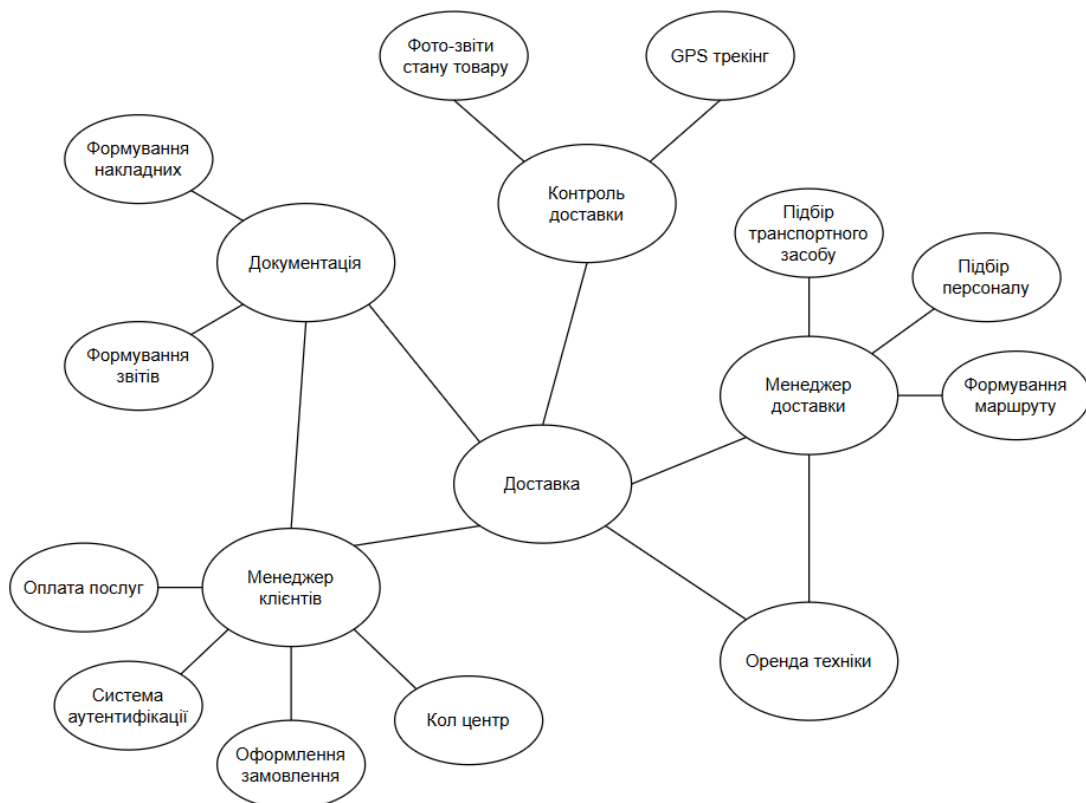 Фото-звіти
стану товару
GPS трекінг
Формування
накладних
Контроль
доставки
Підбір
транспортного
засобу
Документація
Підбір
персоналу
Формування
звітів
Менеджер
доставки
Формування
маршруту
Доставка
Оплата послуг
Менеджер
клієнтів
Оренда техніки
Система
аутентифікації
Кол центр
Оформлення
замовлення